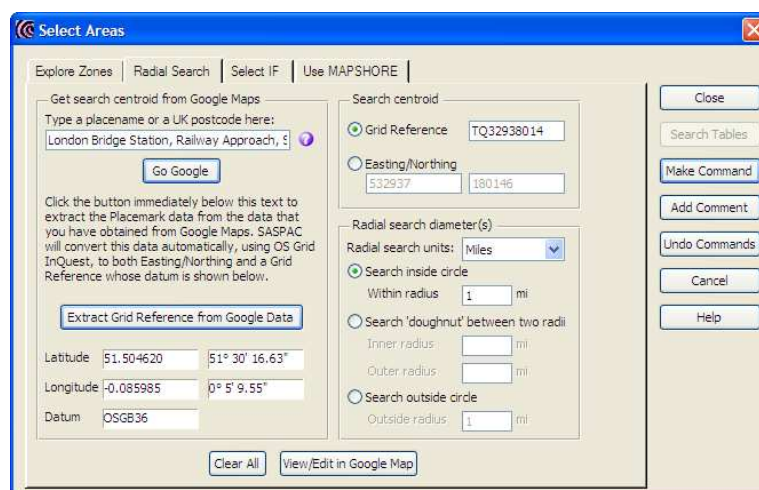 Select Areas
Explore Zones
Radial Search
Select IF
Use MAPSHORE
Get search centroid from Google Maps
Type a placename or a UK postcode here:
London Bridge Station, Railway Approach, S
Go Google
Click the button immediately below this text to
extract the Placemark data from the data that
you have obtained from Google Maps. SASPAC
will convert this data automatically, using OS Grid
InQuest, to both Easting/Northing and a Grid
Reference whose datum is shown below.
Extract Grid Reference from Google Data
Latitude 51.504620 51° 30' 16.63"
Longitude -0.085985 0° 5' 9.55"
Datum OSGB36
Search centroid
Grid Reference TQ32938014
Easting/Northing
532937 180146
Radial search diameter(s)
Radial search units: Miles
Search inside circle
Within radius 1 mi
Search 'doughnut' between two radii
Inner radius mi
Outer radius mi
Search outside circle
Outside radius 1 mi
Clear All
View/Edit in Google Map
Close
Search Tables
Make Command
Add Comment
Undo Commands
Cancel
Help